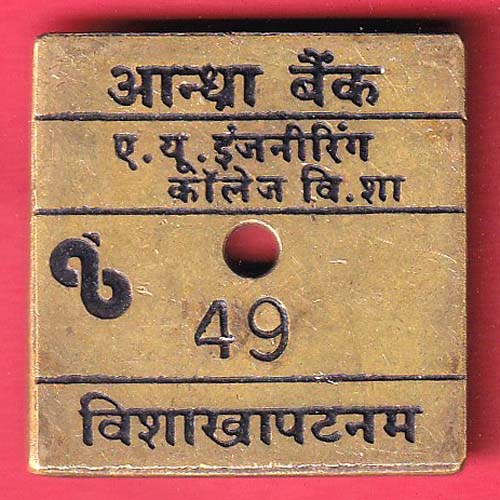 आन्ध्रा बैंक
ए.यू.इंजनीरिंग
कॉलेज वि.शा
49
विशाखापटनम